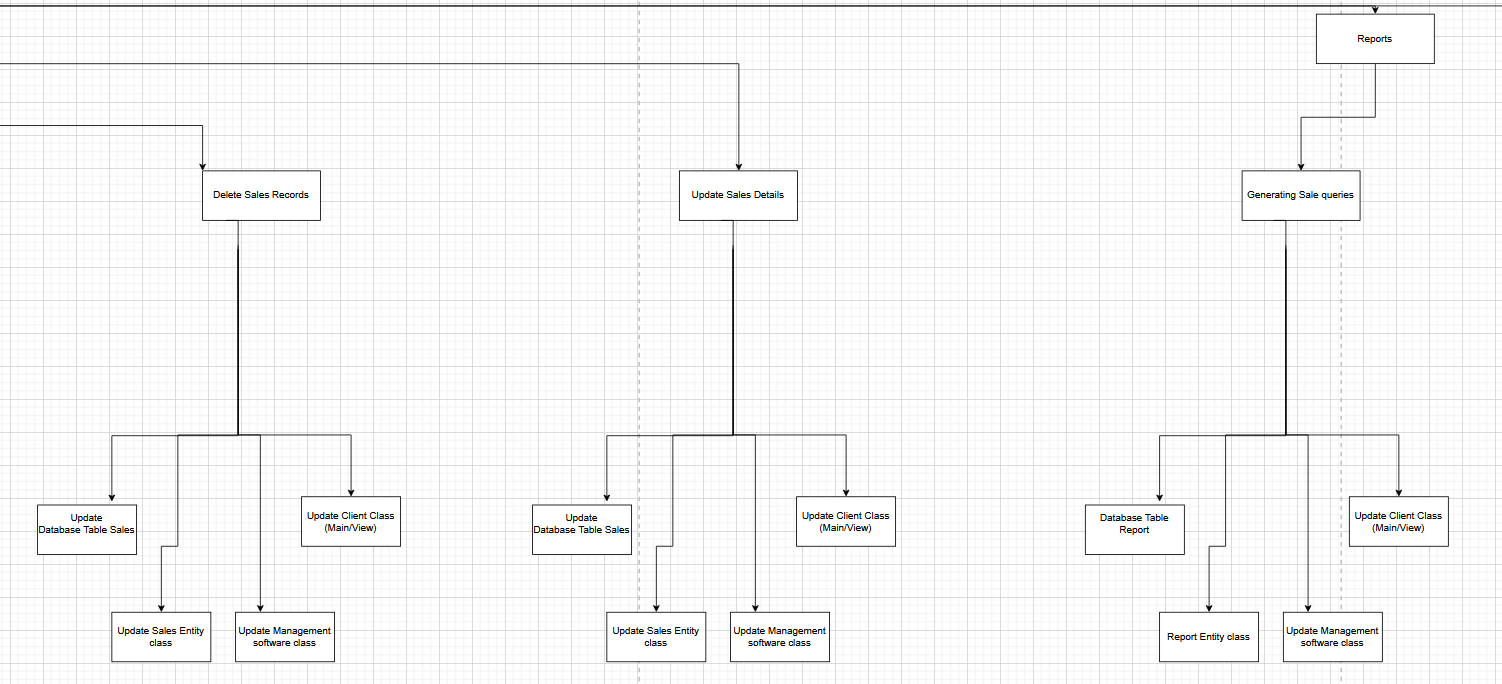 Reports
Delete Sales Records
Update Sales Details
Generating Sale queries
Update
Database Table Sales
Update Client Class
(Main/View)
Update
Database Table Sales
Update Client Class
(Main/View)
Database Table
Report
Update Client Class
(Main/View)
Update Sales Entity
class
Update Management
software class
Update Sales Entity
class
Update Management
software class
Report Entity class
Update Management
software class